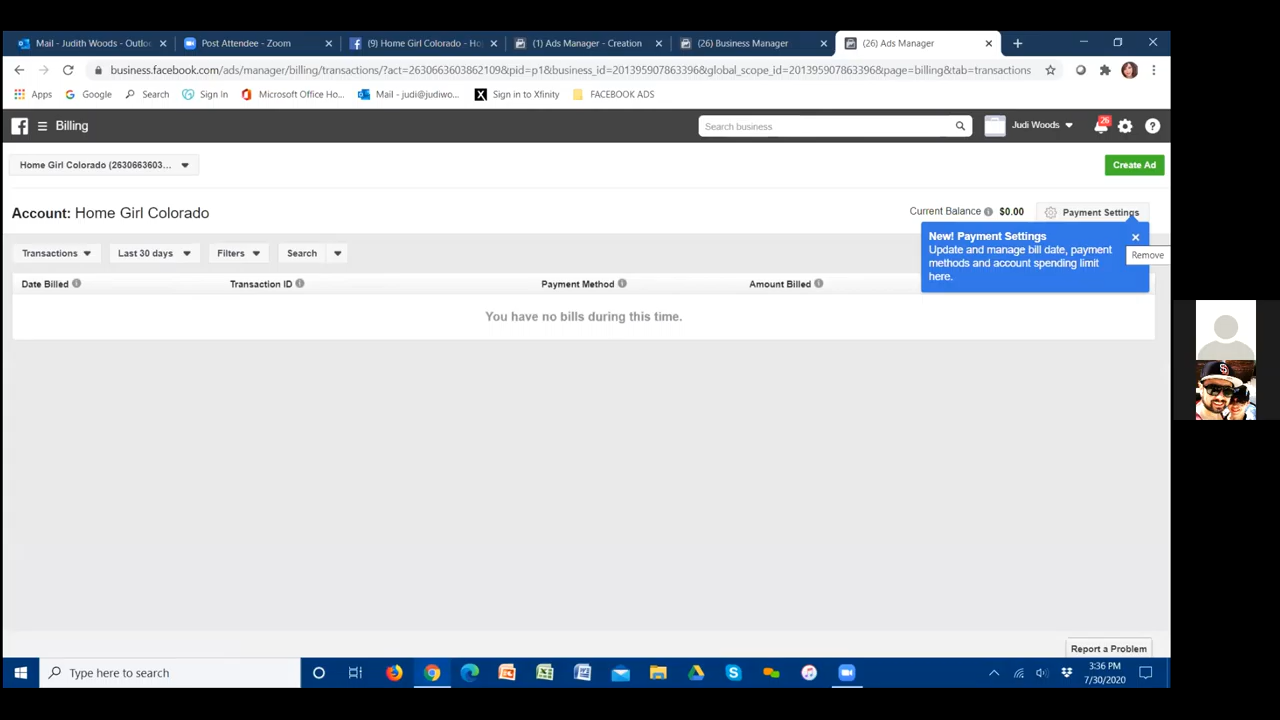 Mail - Judith Woods - Outloo
Post Attendee - Zoom
(9) Home Girl Colorado - Ho
(1) Ads Manager - Creation
(26) Business Manager
(26) Ads Manager
business.facebook.com/ads/manager/billing/transactions/?act=2630663603862109&pid=p1&business_id=201395907863396&global_scope_id=201395907863396&page=billing&tab=transactions
Apps
Google
Search
Sign In
Microsoft Office Ho...
Mail - judi@judiwo...
Sign in to Xfinity
FACEBOOK ADS
Billing
Search business
Judi Woods
26
Home Girl Colorado (2630663603...
Create Ad
Account: Home Girl Colorado
Current Balance $0.00
Payment Settings
New! Payment Settings
Update and manage bill date, payment
methods and account spending limit
here.
Remove
Transactions
Last 30 days
Filters
Search
Date Billed
Transaction ID
Payment Method
Amount Billed
You have no bills during this time.
Report a Problem
Type here to search
3:36 PM
7/30/2020